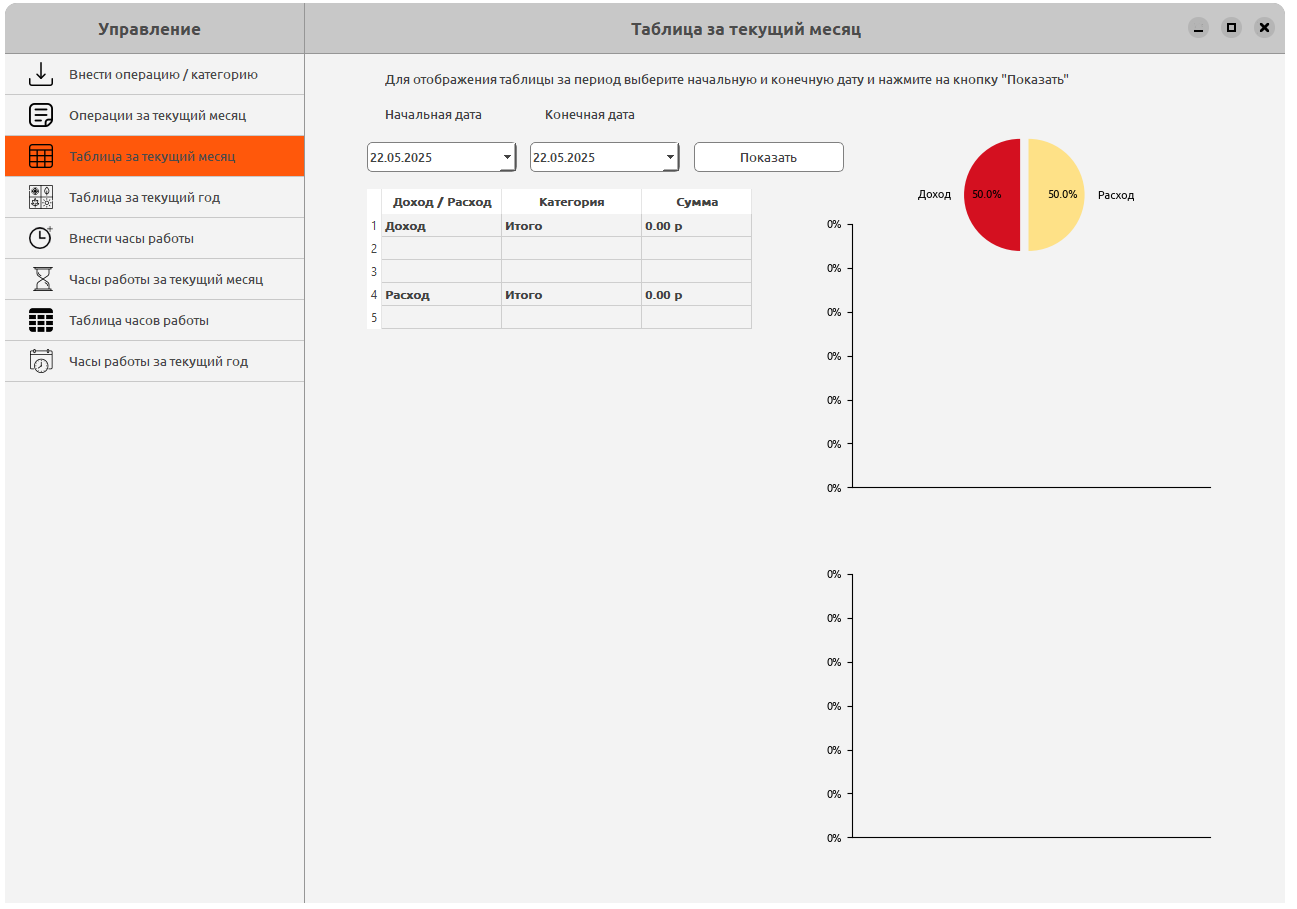 Управление
Таблица за текущий месяц
Внести операцию / категорию
Операции за текущий месяц
Таблица за текущий месяц
Таблица за текущий год
Внести часы работы
Часы работы за текущий месяц
Таблица часов работы
Часы работы за текущий год
Для отображения таблицы за период выберите начальную и конечную дату и нажмите на кнопку "Показать"
Начальная дата Конечная дата
22.05.2025 22.05.2025 Показать
Доход / Расход Категория Сумма
1 Доход Итого 0.00 р
2
3
4 Расход Итого 0.00 р
5
Доход 50.0% 50.0% Расход
0%
0%
0%
0%
0%
0%
0%
0%
0%
0%
0%
0%
0%
0%